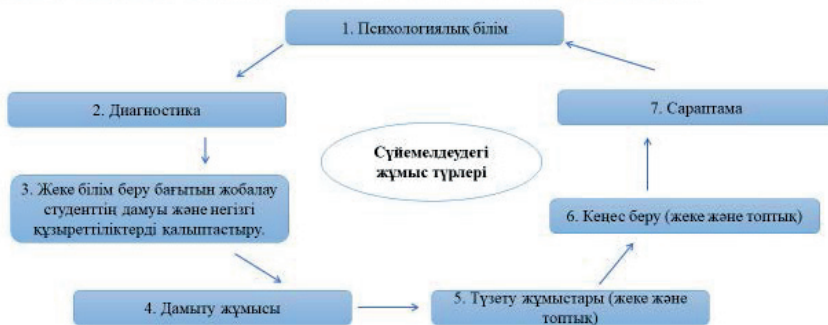 1. Психологиялық білім
2. Диагностика
7. Сараптама
Сүйемелдеудегі
жұмыс түрлері
3. Жеке білім беру бағытын жобалау
студенттің дамуы және негізгі
құзыреттіліктерді қалыптастыру.
6. Кеңес беру (жеке және топтық)
4. Дамыту жұмысы
5. Түзету жұмыстары (жеке және
топтық)